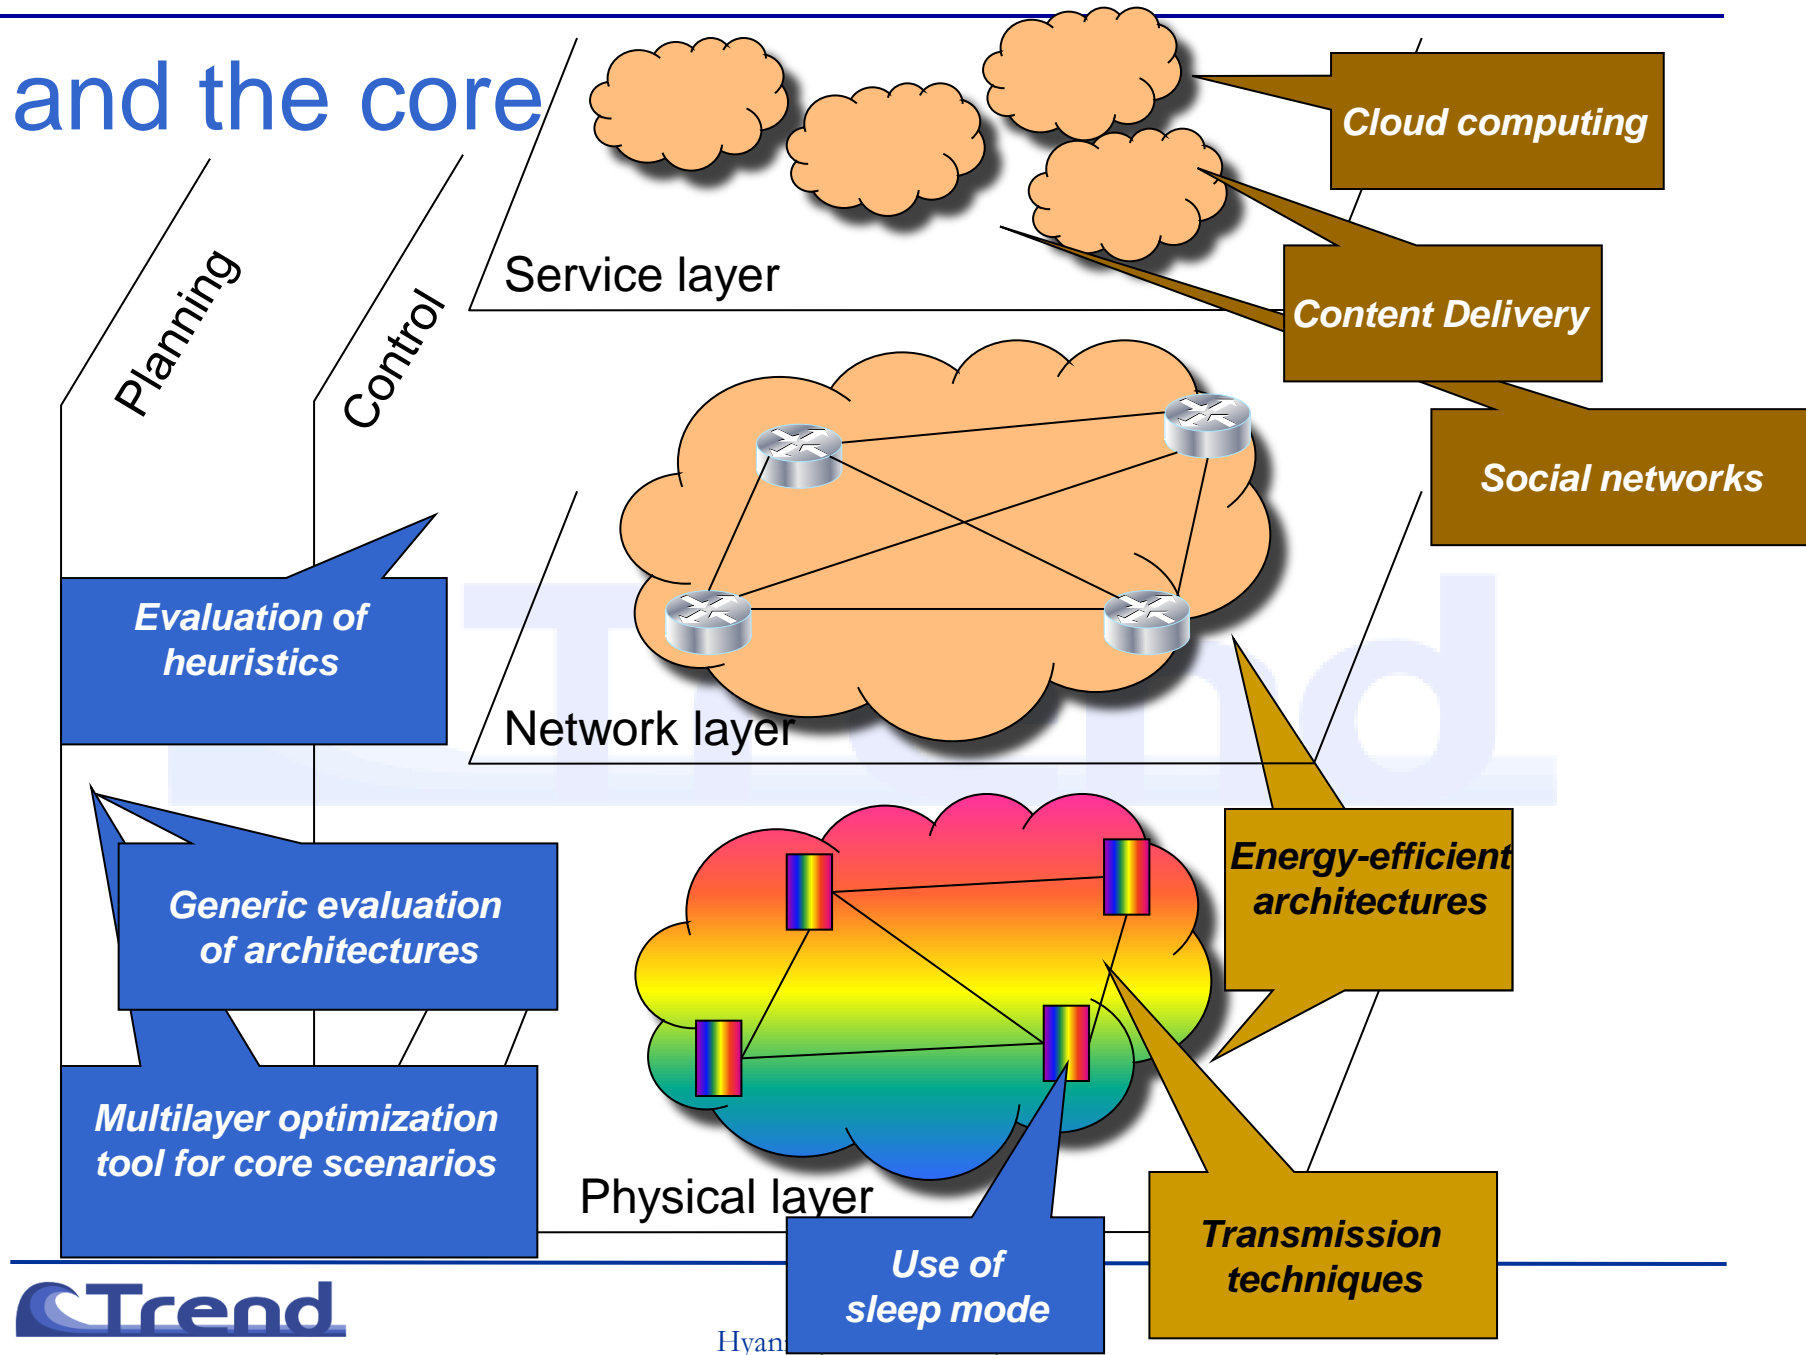 and the core
Cloud computing
Planning
Control
Service layer
Content Delivery
Social networks
Evaluation of
heuristics
Network layer
Energy-efficient
architectures
Generic evaluation
of architectures
Multilayer optimization
tool for core scenarios
Physical layer
Transmission
techniques
Use of
sleep mode
Trend
Trend